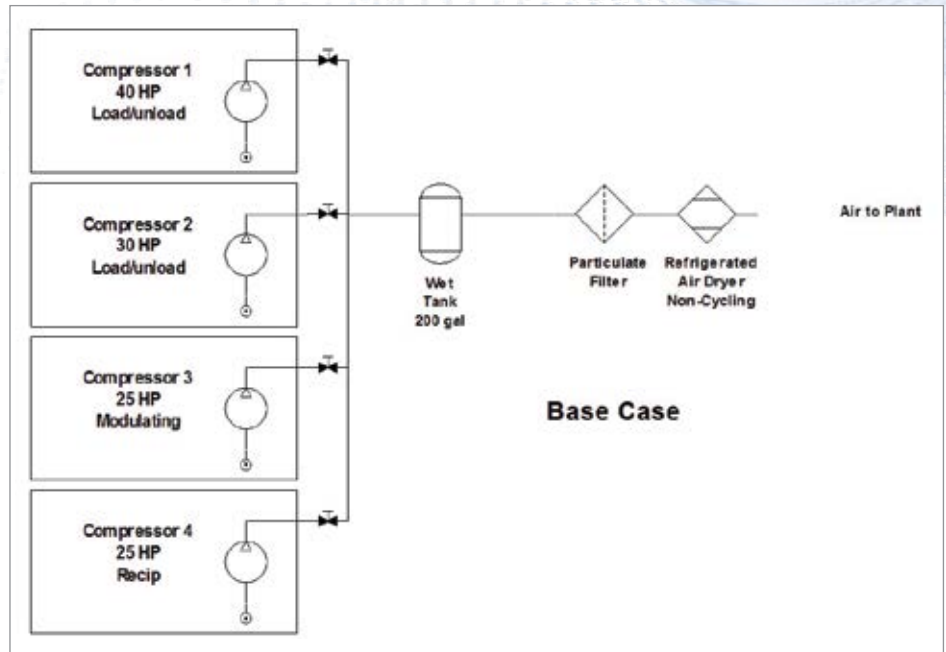 Compressor 1
40 HP
Load/unload
Compressor 2
30 HP
Load/unload
Compressor 3
25 HP
Modulating
Compressor 4
25 HP
Recip
Wet
Tank
200 gal
Particulate
Filter
Refrigerated
Air Dryer
Non-Cycling
Air to Plant
Base Case